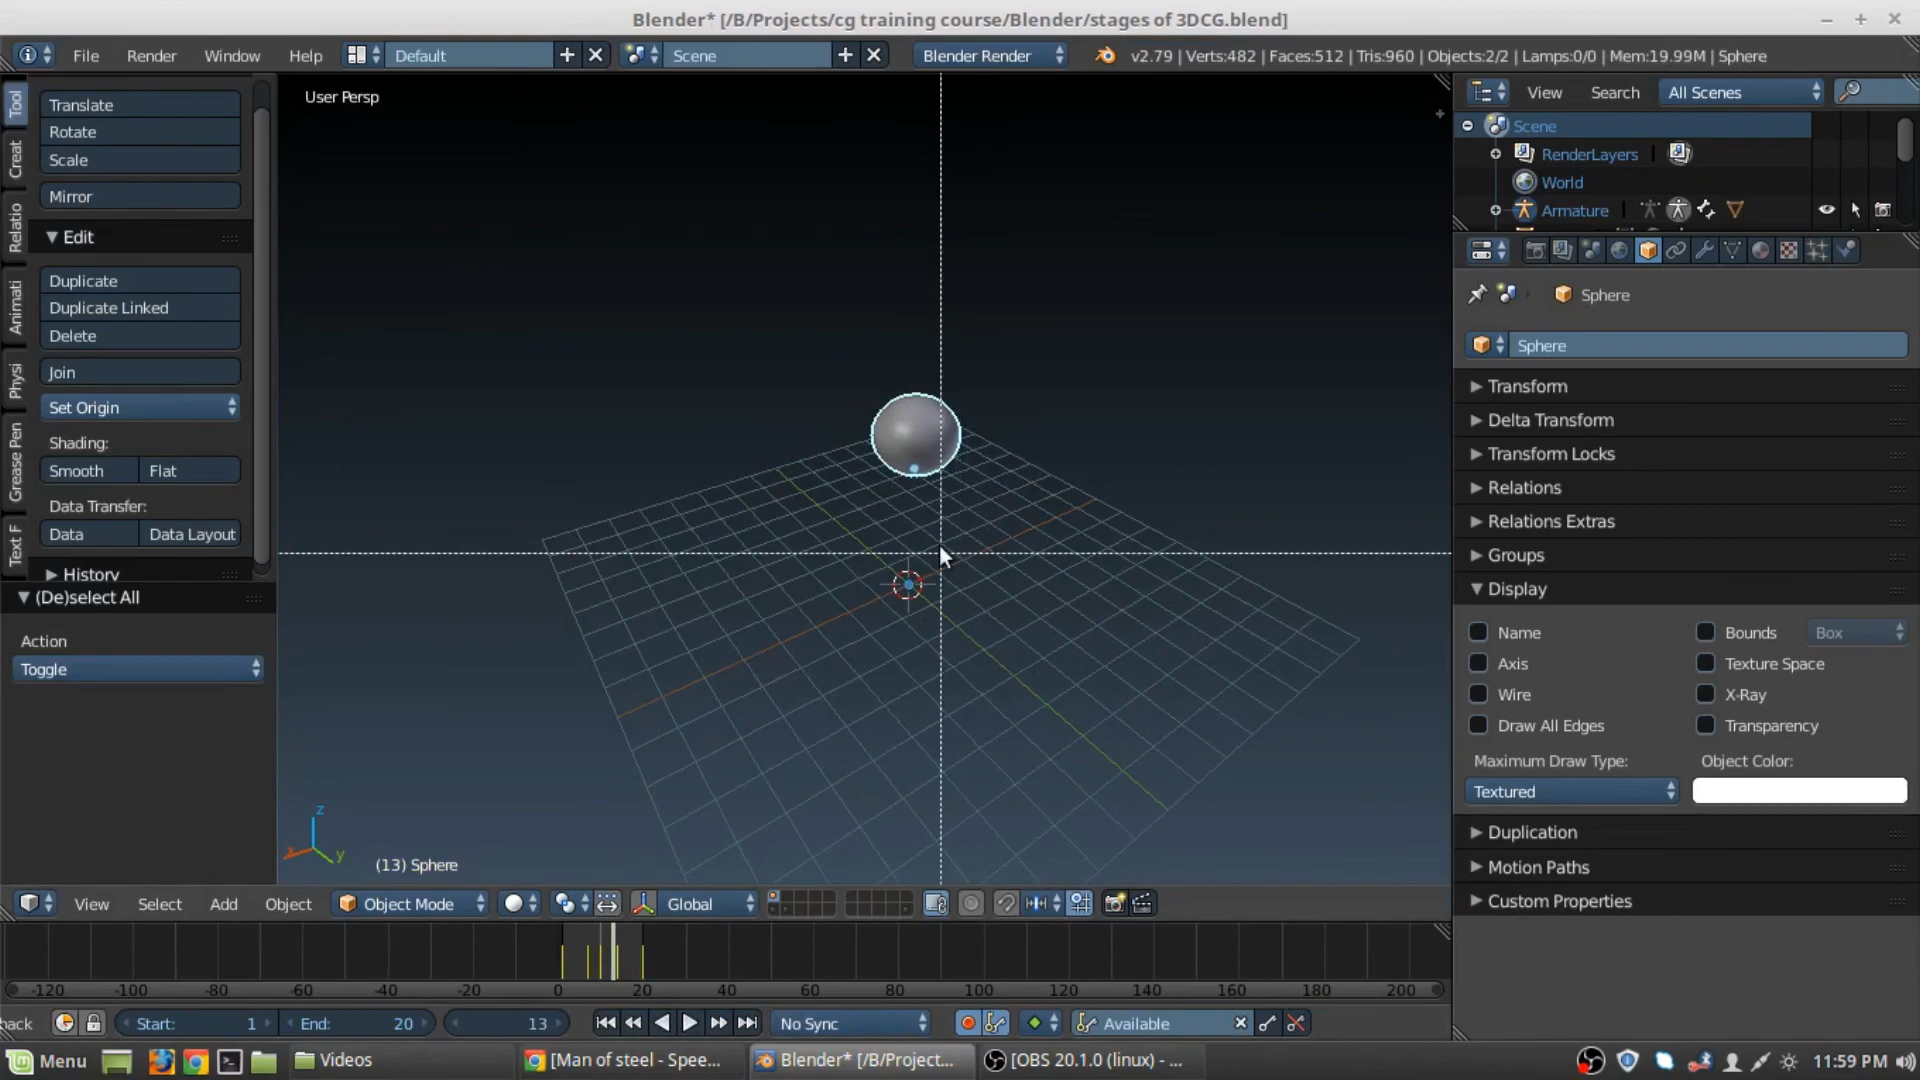 Blender* [/B/Projects/cg training course/Blender/stages of 3DCG.blend]
File Render Window Help Default Scene Blender Render v2.79 | Verts:482 | Faces:512 | Tris:960 | Objects:2/2 | Lamps:0/0 | Mem:19.99M | Sphere
Tool
Creat
Relatio
Animati
Physi
Grease Pen
Text F
Translate
Rotate
Scale
Mirror
Edit
Duplicate
Duplicate Linked
Delete
Join
Set Origin
Shading:
Smooth Flat
Data Transfer:
Data Data Layout
History
(De)select All
Action
Toggle
User Persp
z
x y
(13) Sphere
View Search All Scenes
Scene
RenderLayers
World
Armature
Sphere
Sphere
Transform
Delta Transform
Transform Locks
Relations
Relations Extras
Groups
Display
Name Bounds Box
Axis Texture Space
Wire X-Ray
Draw All Edges Transparency
Maximum Draw Type: Object Color:
Textured
Duplication
Motion Paths
Custom Properties
View Select Add Object Object Mode Global
-120 -100 -80 -60 -40 -20 0 20 40 60 80 100 120 140 160 180 200
back Start: 1 End: 20 13 No Sync Available
Menu Videos [Man of steel - Spee... Blender* [/B/Project... [OBS 20.1.0 (linux) - ... 11:59 PM